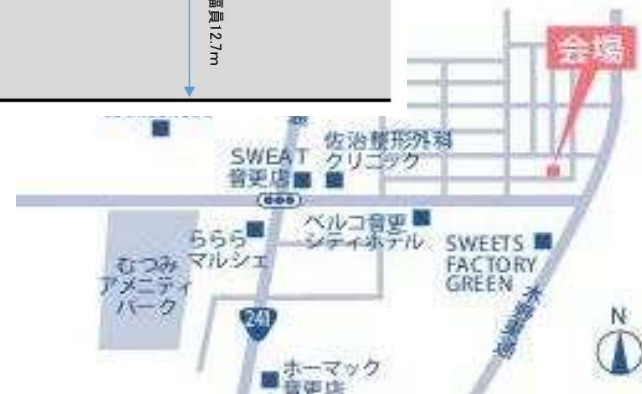 幅員12.7m
会場
佐治整形外科
クリニック
SWEAT
音更店
ベルコ音更
シティホテル
ららら
マルシェ
むつみ
アメニティ
パーク
SWEETS
FACTORY
GREEN
241
N
ホーマック
音更店